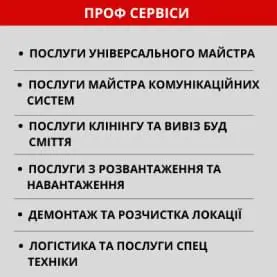 ПРОФ СЕРВІСИ
• ПОСЛУГИ УНІВЕРСАЛЬНОГО МАЙСТРА
• ПОСЛУГИ МАЙСТРА КОМУНІКАЦІЙНИХ
СИСТЕМ
• ПОСЛУГИ КЛІНІНГУ ТА ВИВІЗ БУД
СМІТТЯ
• ПОСЛУГИ З РОЗВАНТАЖЕННЯ ТА
НАВАНТАЖЕННЯ
• ДЕМОНТАЖ ТА РОЗЧИСТКА ЛОКАЦІЇ
• ЛОГІСТИКА ТА ПОСЛУГИ СПЕЦ
ТЕХНІКИ